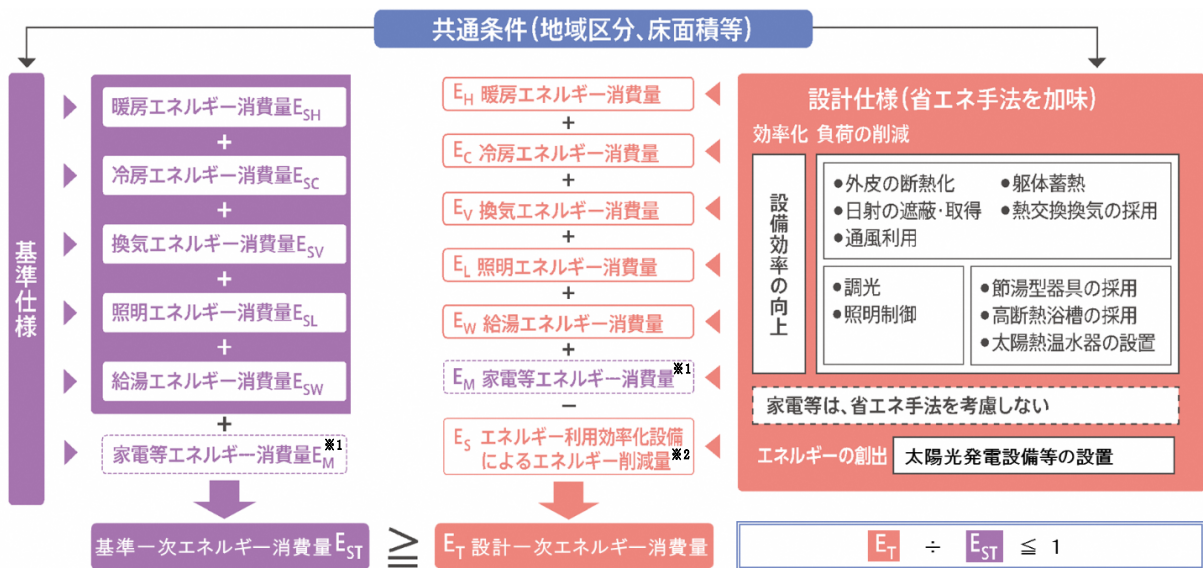 共通条件(地域区分、床面積等)
基準仕様
暖房エネルギー消費量ESH
+
冷房エネルギー消費量ESC
+
換気エネルギー消費量ESV
+
照明エネルギー消費量ESL
+
給湯エネルギー消費量ESW
+
家電等エネルギー消費量EM※1
基準一次エネルギー消費量EST
≧
EH 暖房エネルギー消費量
+
EC 冷房エネルギー消費量
+
EV 換気エネルギー消費量
+
EL 照明エネルギー消費量
+
EW 給湯エネルギー消費量
+
EM 家電等エネルギー消費量※1
−
ES エネルギー利用効率化設備
によるエネルギー削減量※2
ET 設計一次エネルギー消費量
設計仕様(省エネ手法を加味)
効率化 負荷の削減
設備効率の向上
●外皮の断熱化 ●躯体蓄熱
●日射の遮蔽・取得 ●熱交換換気の採用
●通風利用
●調光
●照明制御
●節湯型器具の採用
●高断熱浴槽の採用
●太陽熱温水器の設置
家電等は、省エネ手法を考慮しない
エネルギーの創出 太陽光発電設備等の設置
ET ÷ EST ≦ 1